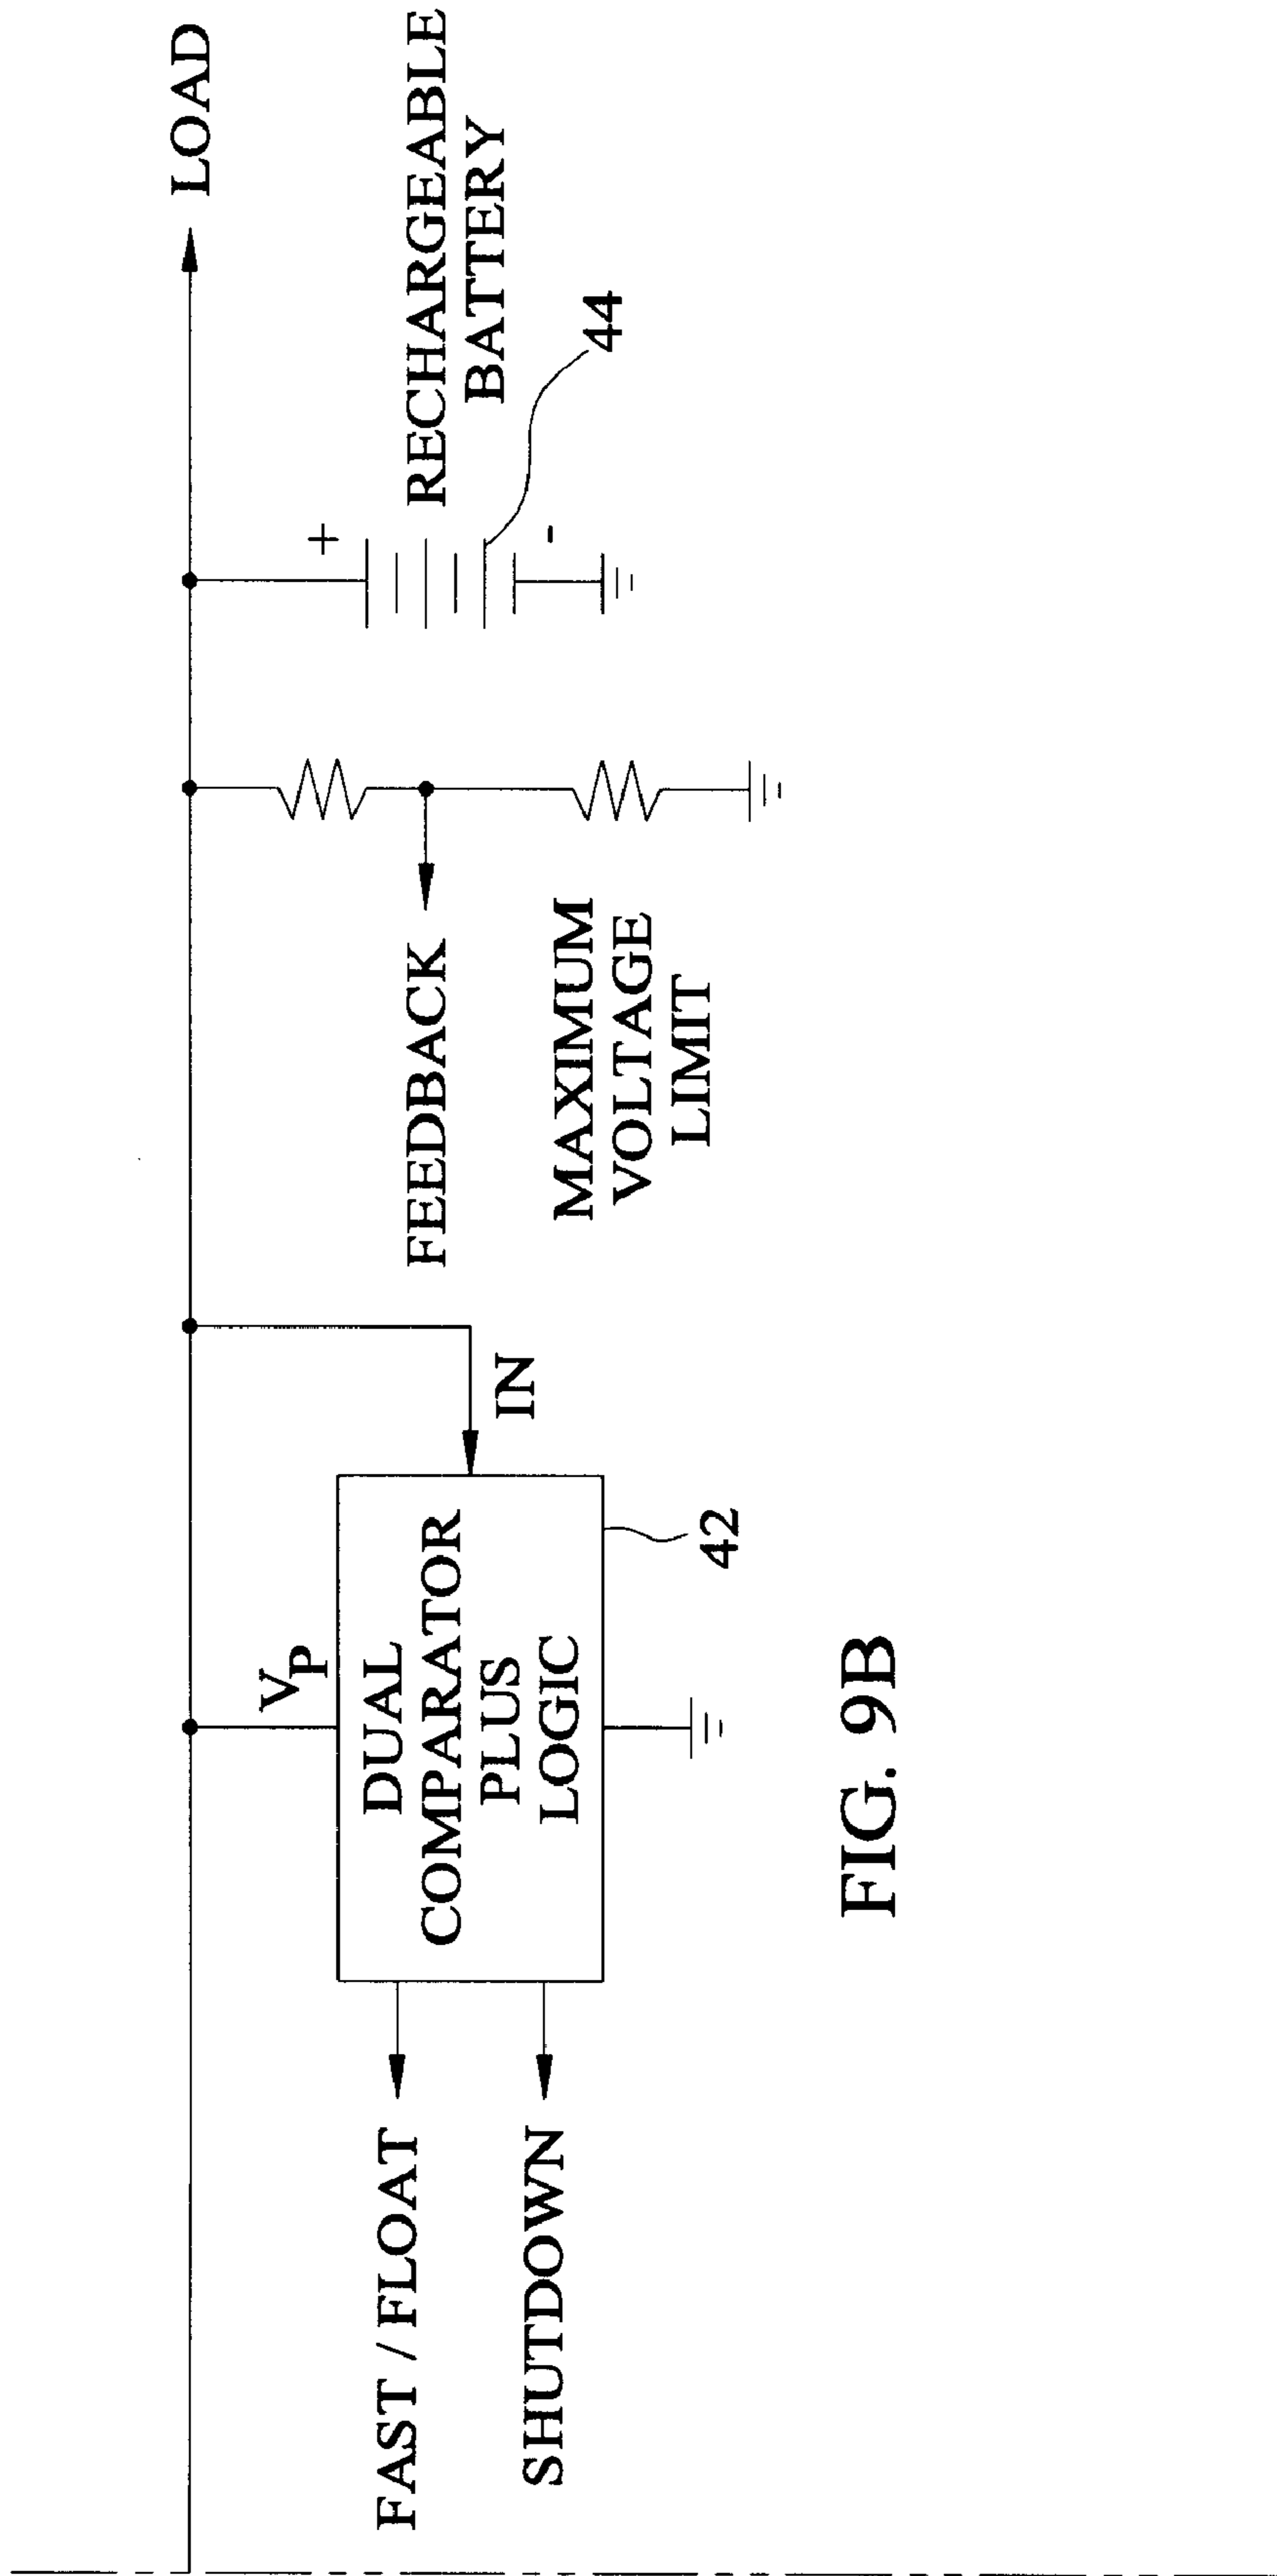 LOAD
V
P
+
RECHARGEABLE
BATTERY
44
-
FAST / FLOAT
SHUTDOWN
DUAL
COMPARATOR
PLUS
LOGIC
IN
42
FEEDBACK
MAXIMUM
VOLTAGE
LIMIT
FIG. 9B